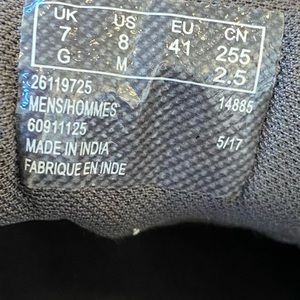 UK US EU CN
7 8 41 255
G M 2.5
26119725
MENS/HOMMES 14885
60911125
MADE IN INDIA 5/17
FABRIQUE EN INDE